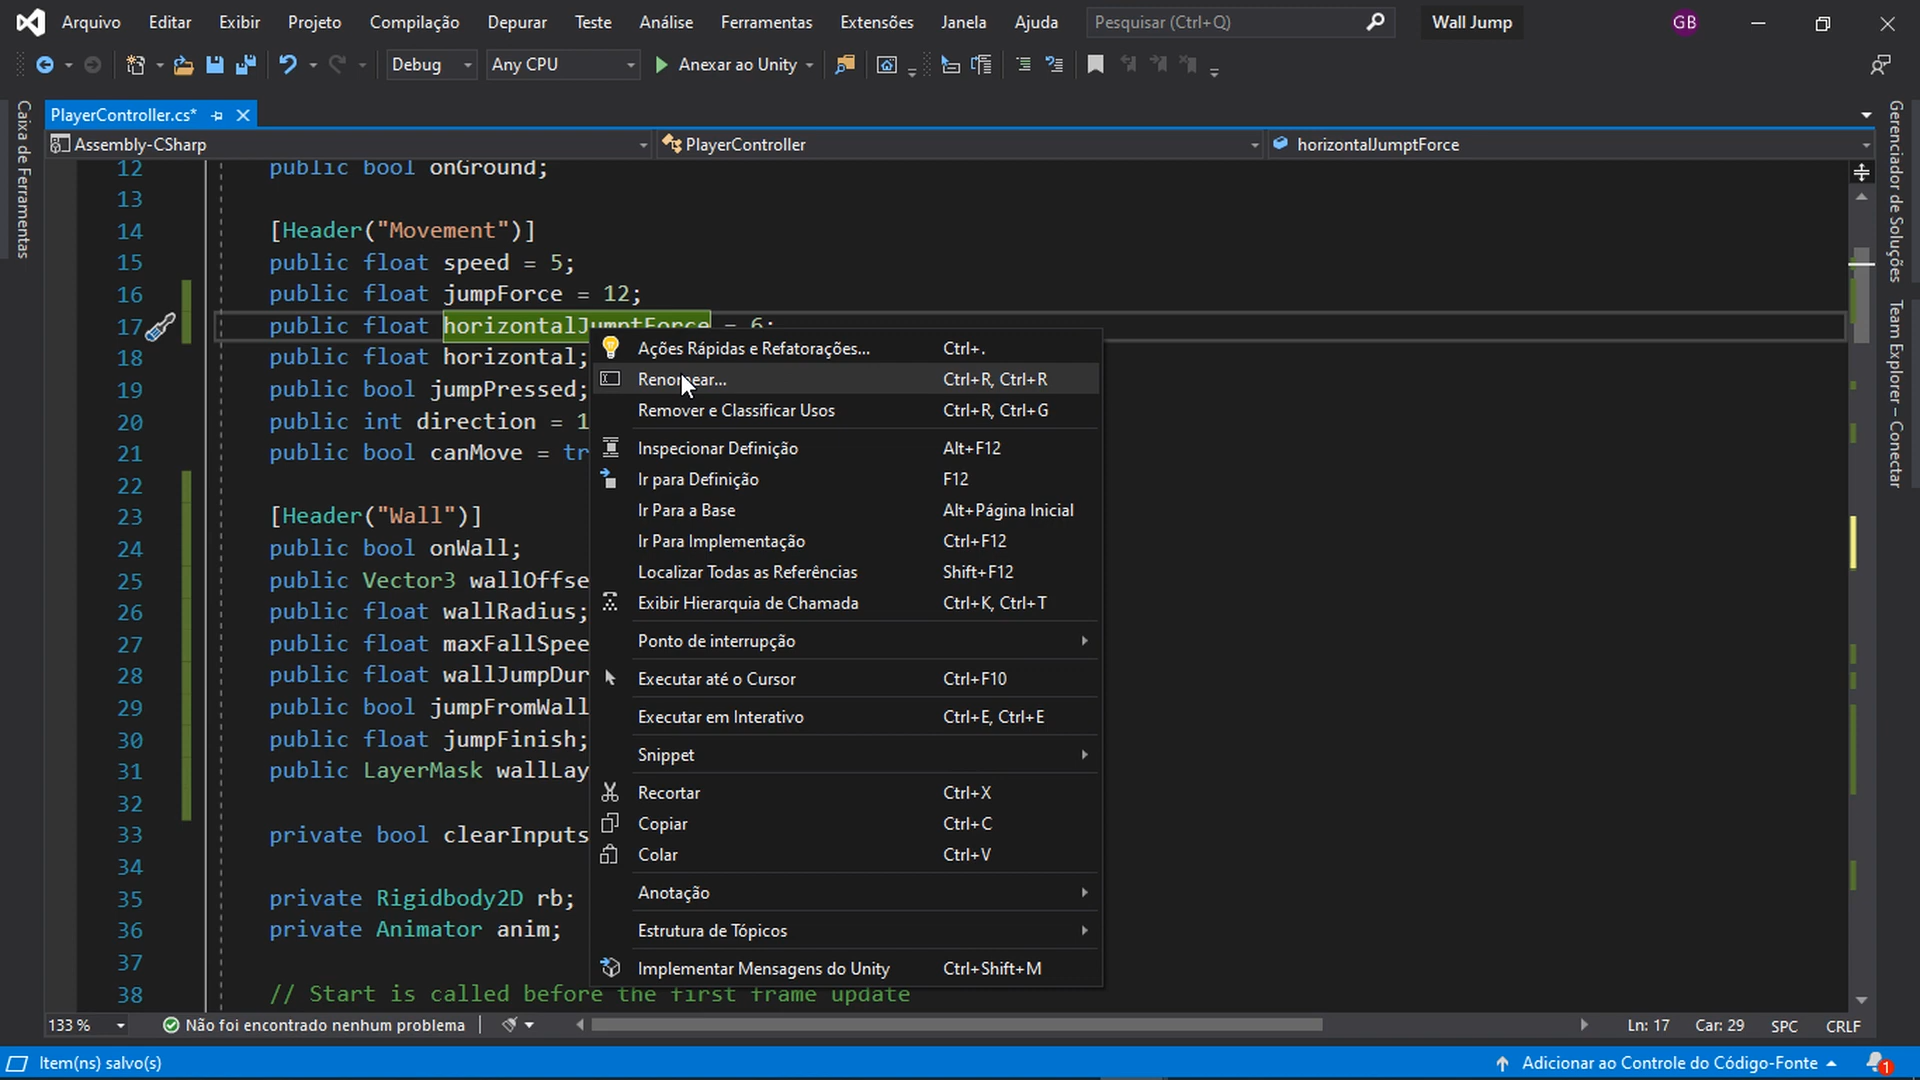 Arquivo Editar Exibir Projeto Compilação Depurar Teste Análise Ferramentas Extensões Janela Ajuda Pesquisar (Ctrl+Q) Wall Jump GB
Debug Any CPU Anexar ao Unity
PlayerController.cs*
Assembly-CSharp PlayerController horizontalJumptForce
Caixa de Ferramentas
Gerenciador de Soluções
Team Explorer – Conectar
12 public bool onGround;
13
14 [Header("Movement")]
15 public float speed = 5;
16 public float jumpForce = 12;
17 public float horizontalJumptForce = 6;
18 public float horizontal;
19 public bool jumpPressed;
20 public int direction = 1
21 public bool canMove = tr
22
23 [Header("Wall")]
24 public bool onWall;
25 public Vector3 wallOffse
26 public float wallRadius;
27 public float maxFallSpee
28 public float wallJumpDur
29 public bool jumpFromWall
30 public float jumpFinish;
31 public LayerMask wallLay
32
33 private bool clearInputs
34
35 private Rigidbody2D rb;
36 private Animator anim;
37
38 // Start is called before the first frame update
Ações Rápidas e Refatorações... Ctrl+.
Renomear... Ctrl+R, Ctrl+R
Remover e Classificar Usos Ctrl+R, Ctrl+G
Inspecionar Definição Alt+F12
Ir para Definição F12
Ir Para a Base Alt+Página Inicial
Ir Para Implementação Ctrl+F12
Localizar Todas as Referências Shift+F12
Exibir Hierarquia de Chamada Ctrl+K, Ctrl+T
Ponto de interrupção
Executar até o Cursor Ctrl+F10
Executar em Interativo Ctrl+E, Ctrl+E
Snippet
Recortar Ctrl+X
Copiar Ctrl+C
Colar Ctrl+V
Anotação
Estrutura de Tópicos
Implementar Mensagens do Unity Ctrl+Shift+M
133 % Não foi encontrado nenhum problema Ln: 17 Car: 29 SPC CRLF
Item(ns) salvo(s) Adicionar ao Controle do Código-Fonte 1